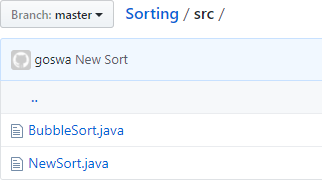 Branch: master Sorting / src /
goswa New Sort
..
BubbleSort.java
NewSort.java